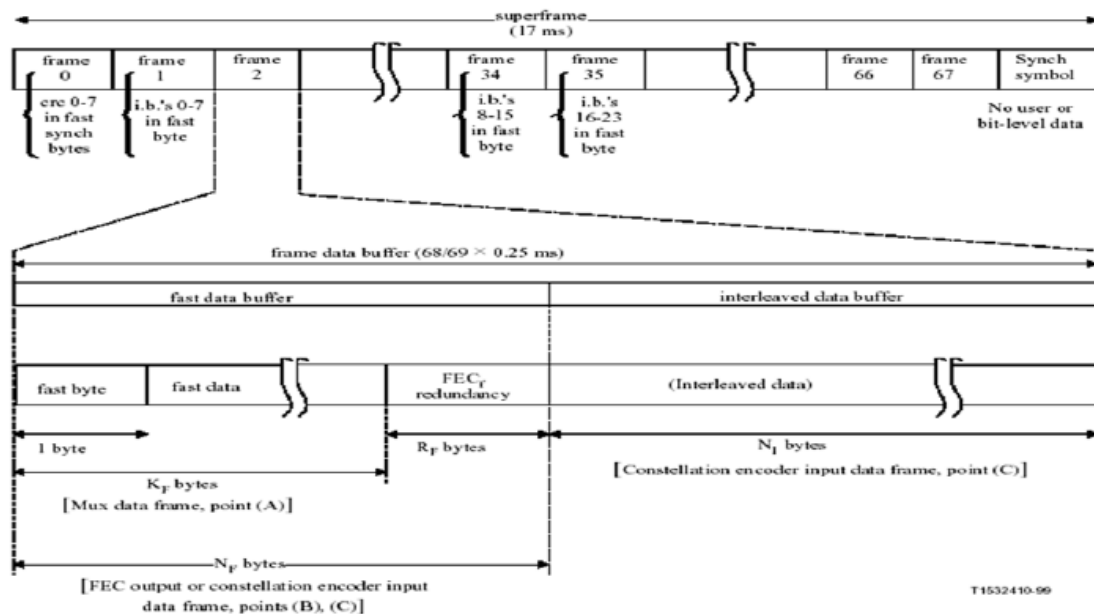 superframe
(17 ms)
frame 0
frame 1
frame 2
frame 34
frame 35
frame 66
frame 67
Synch symbol
crc 0-7
in fast
synch
bytes
i.b.'s 0-7
in fast
byte
i.b.'s
8-15
in fast
byte
i.b.'s
16-23
in fast
byte
No user or
bit-level data
frame data buffer (68/69 × 0.25 ms)
fast data buffer
interleaved data buffer
fast byte
fast data
FEC_f
redundancy
(Interleaved data)
1 byte
R_F bytes
N_I bytes
[Constellation encoder input data frame, point (C)]
K_F bytes
[Mux data frame, point (A)]
N_F bytes
[FEC output or constellation encoder input
data frame, points (B), (C)]
T1532410-99